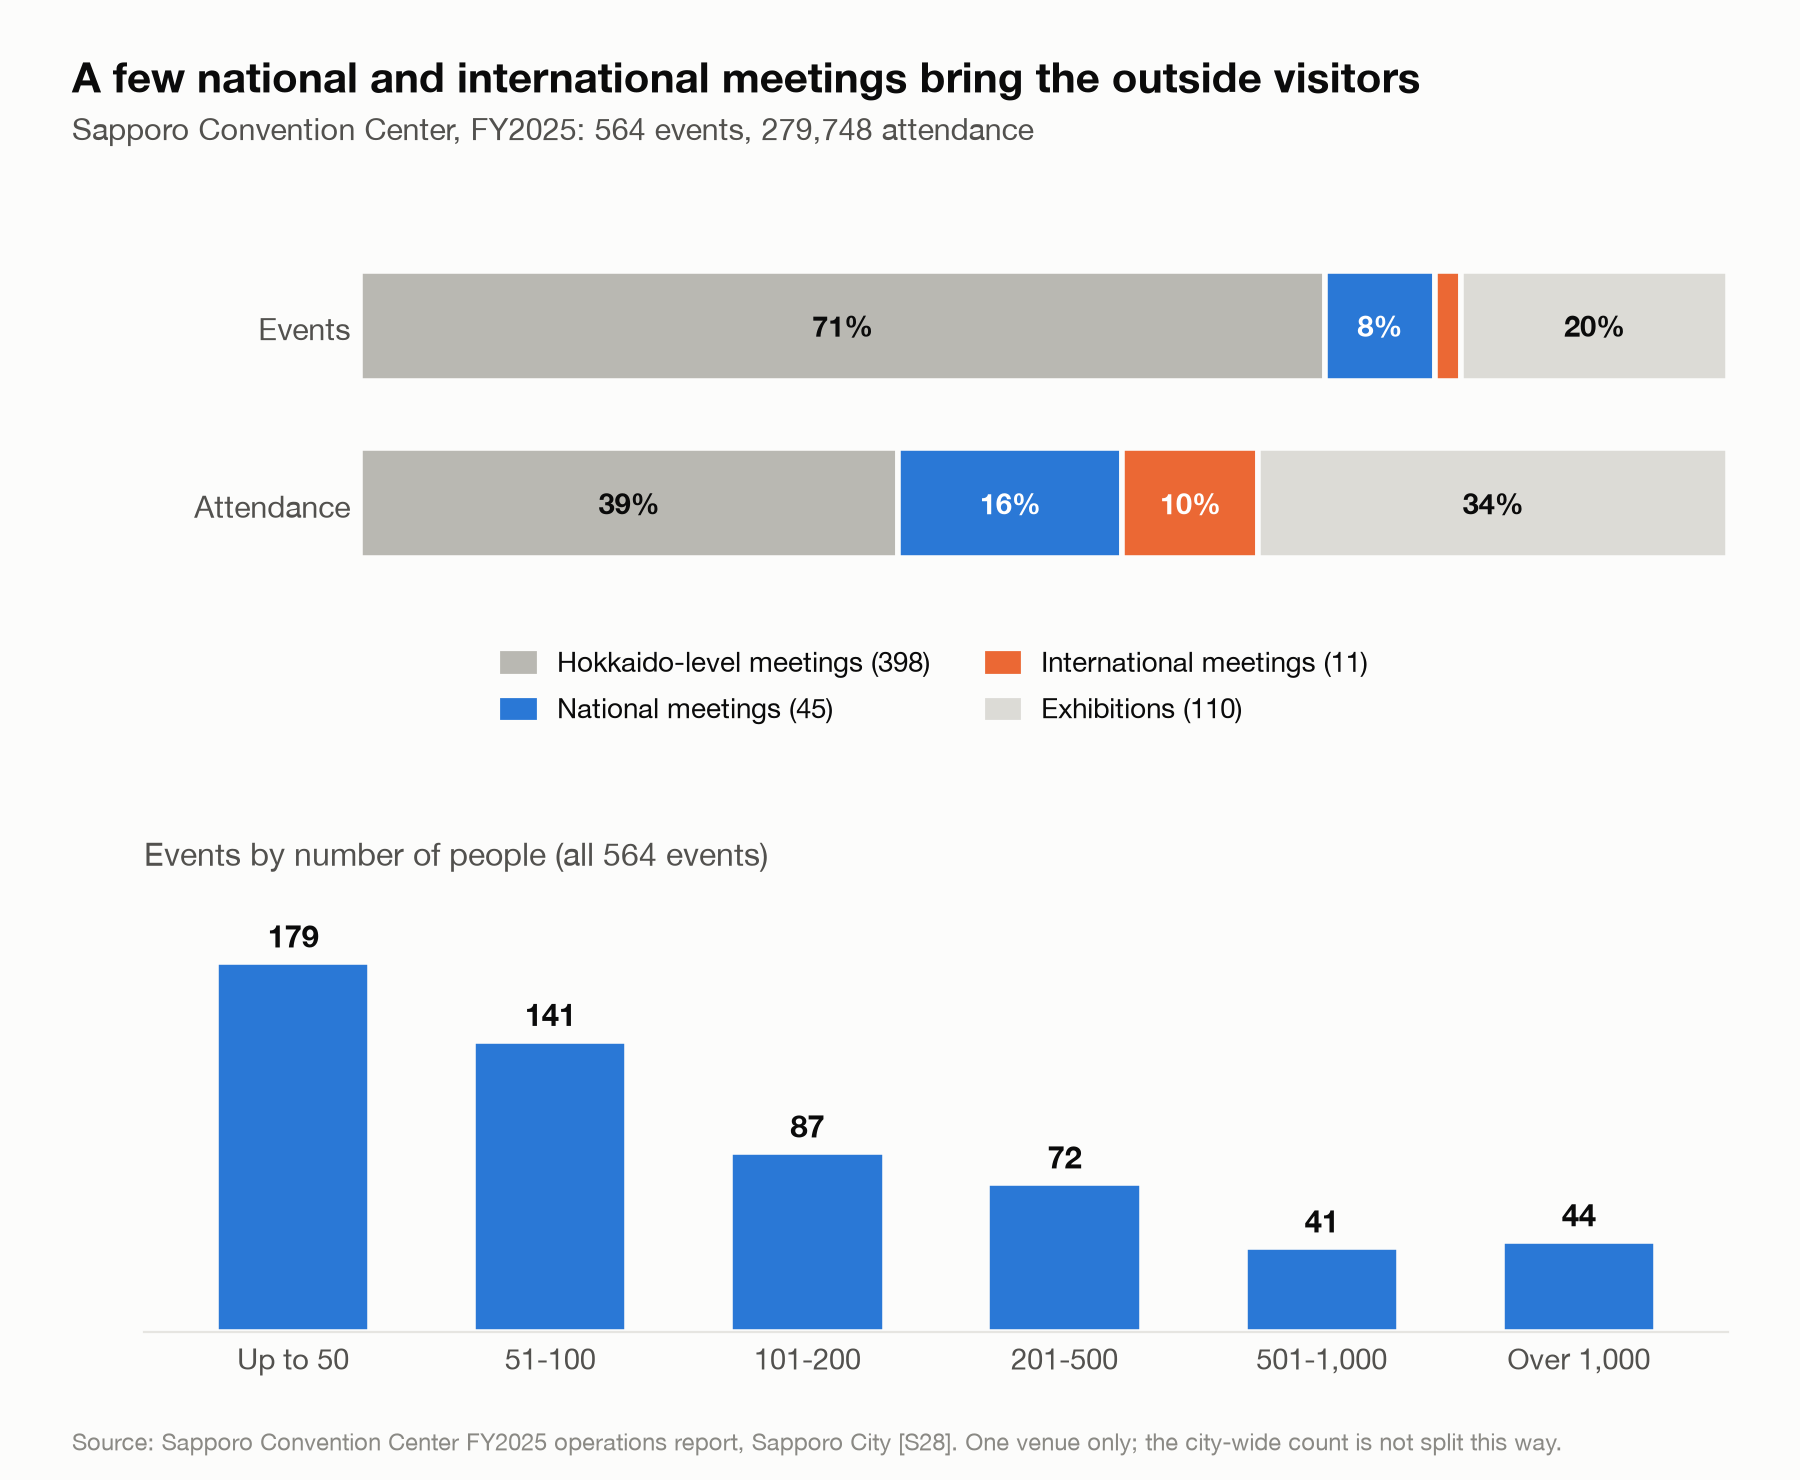 A few national and international meetings bring the outside visitors
Sapporo Convention Center, FY2025: 564 events, 279,748 attendance
Events
71%
8%
20%
Attendance
39%
16%
10%
34%
Hokkaido-level meetings (398)
International meetings (11)
National meetings (45)
Exhibitions (110)
Events by number of people (all 564 events)
179
141
87
72
41
44
Up to 50
51-100
101-200
201-500
501-1,000
Over 1,000
Source: Sapporo Convention Center FY2025 operations report, Sapporo City [S28]. One venue only; the city-wide count is not split this way.